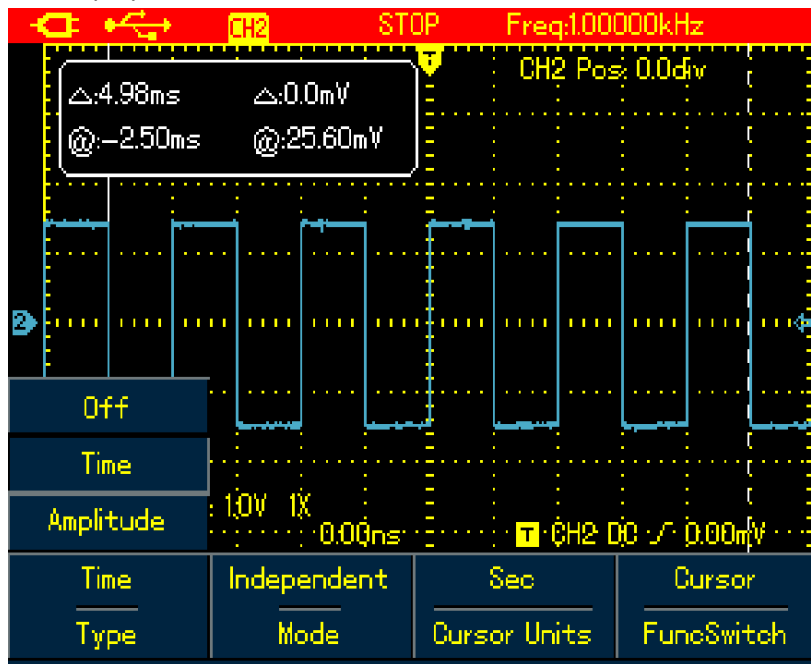 CH2 STOP Freq:1.00000kHz
T
CH2 Pos: 0.0div
△:4.98ms △:0.0mV
@:-2.50ms @:25.60mV
2
Off
Time
Amplitude
: 1.0V 1X
0.00ns T CH2 DC 0.00mV
Time Independent Sec Cursor
Type Mode Cursor Units FuncSwitch